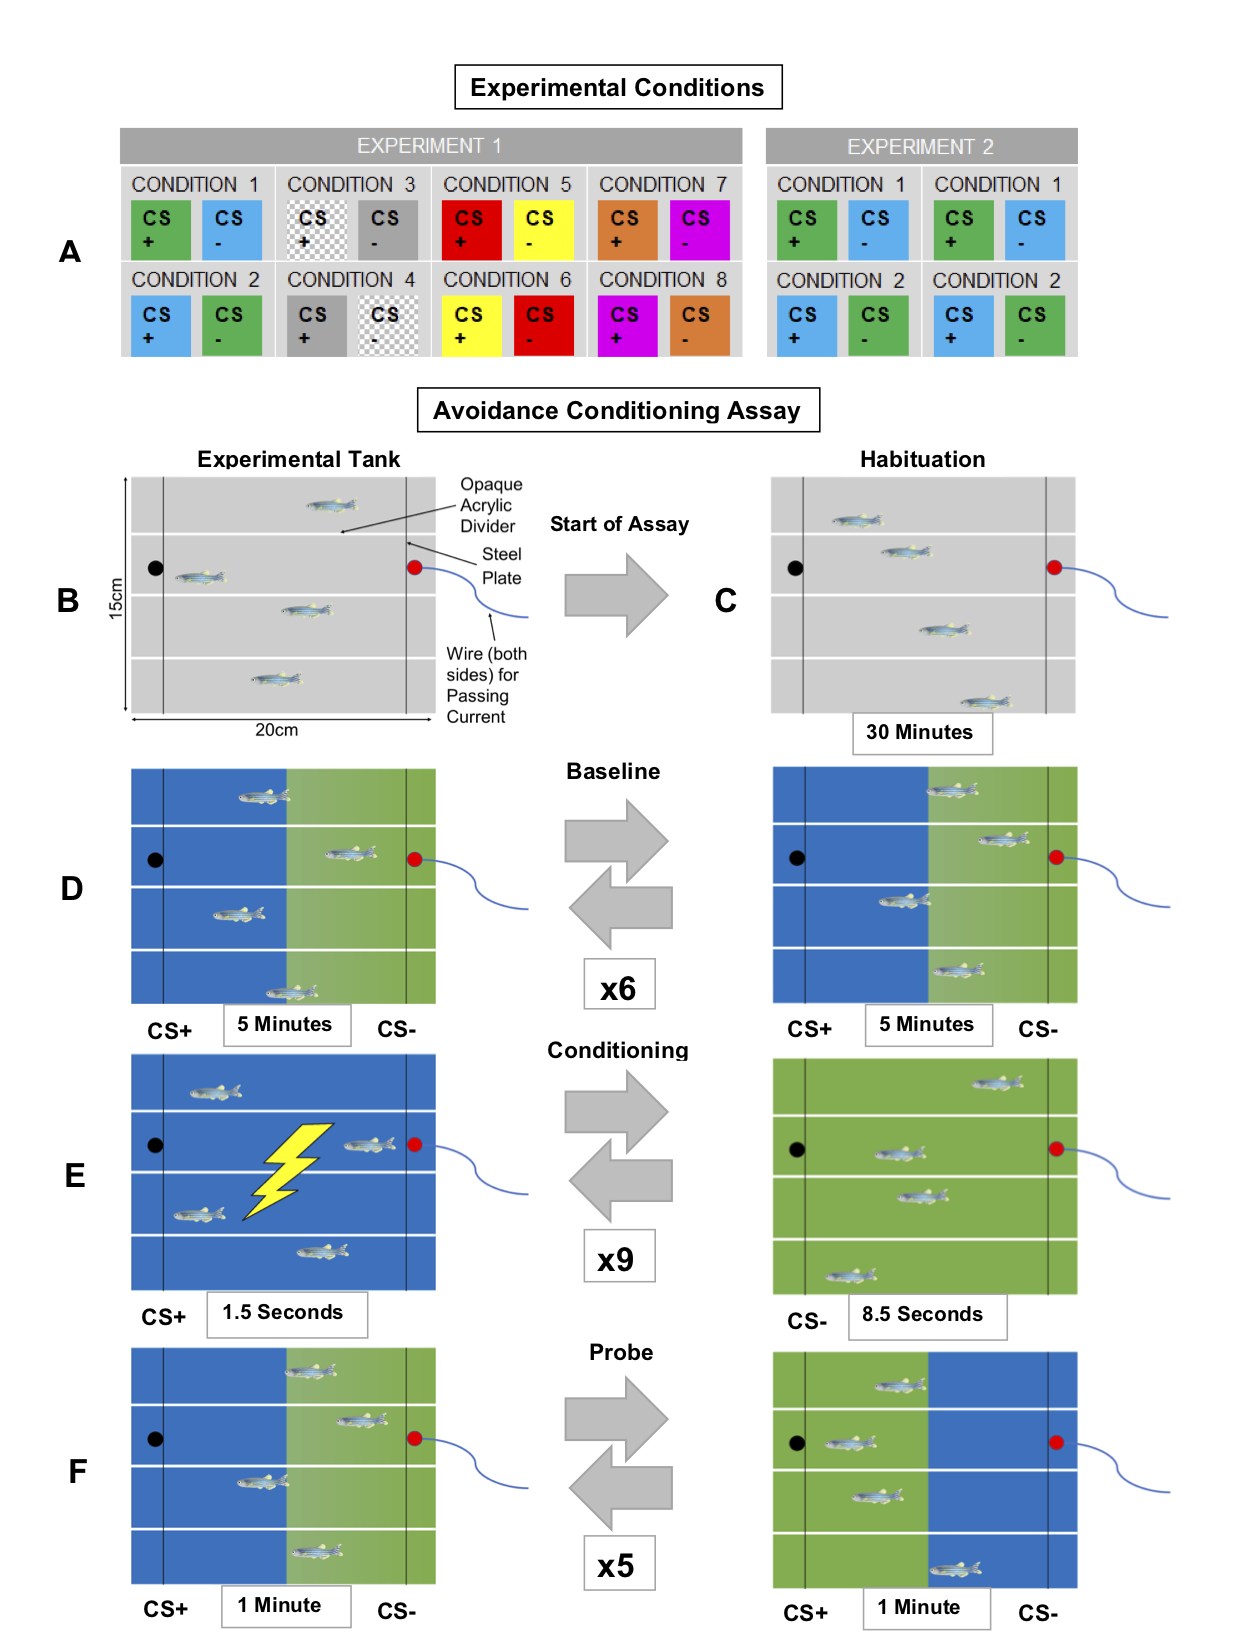 Experimental Conditions
EXPERIMENT 1
EXPERIMENT 2
A
CONDITION 1
CS
+
CS
-
CONDITION 3
CS
+
CS
-
CONDITION 5
CS
+
CS
-
CONDITION 7
CS
+
CS
-
CONDITION 1
CS
+
CS
-
CONDITION 1
CS
+
CS
-
CONDITION 2
CS
+
CS
-
CONDITION 4
CS
+
CS
-
CONDITION 6
CS
+
CS
-
CONDITION 8
CS
+
CS
-
CONDITION 2
CS
+
CS
-
CONDITION 2
CS
+
CS
-
Avoidance Conditioning Assay
B
Experimental Tank
Opaque
Acrylic
Divider
Steel
Plate
Wire (both
sides) for
Passing
Current
15cm
20cm
Start of Assay
C
Habituation
30 Minutes
D
Baseline
x6
CS+
5 Minutes
CS-
CS+
5 Minutes
CS-
E
Conditioning
x9
CS+
1.5 Seconds
CS-
8.5 Seconds
F
Probe
x5
CS+
1 Minute
CS-
CS+
1 Minute
CS-